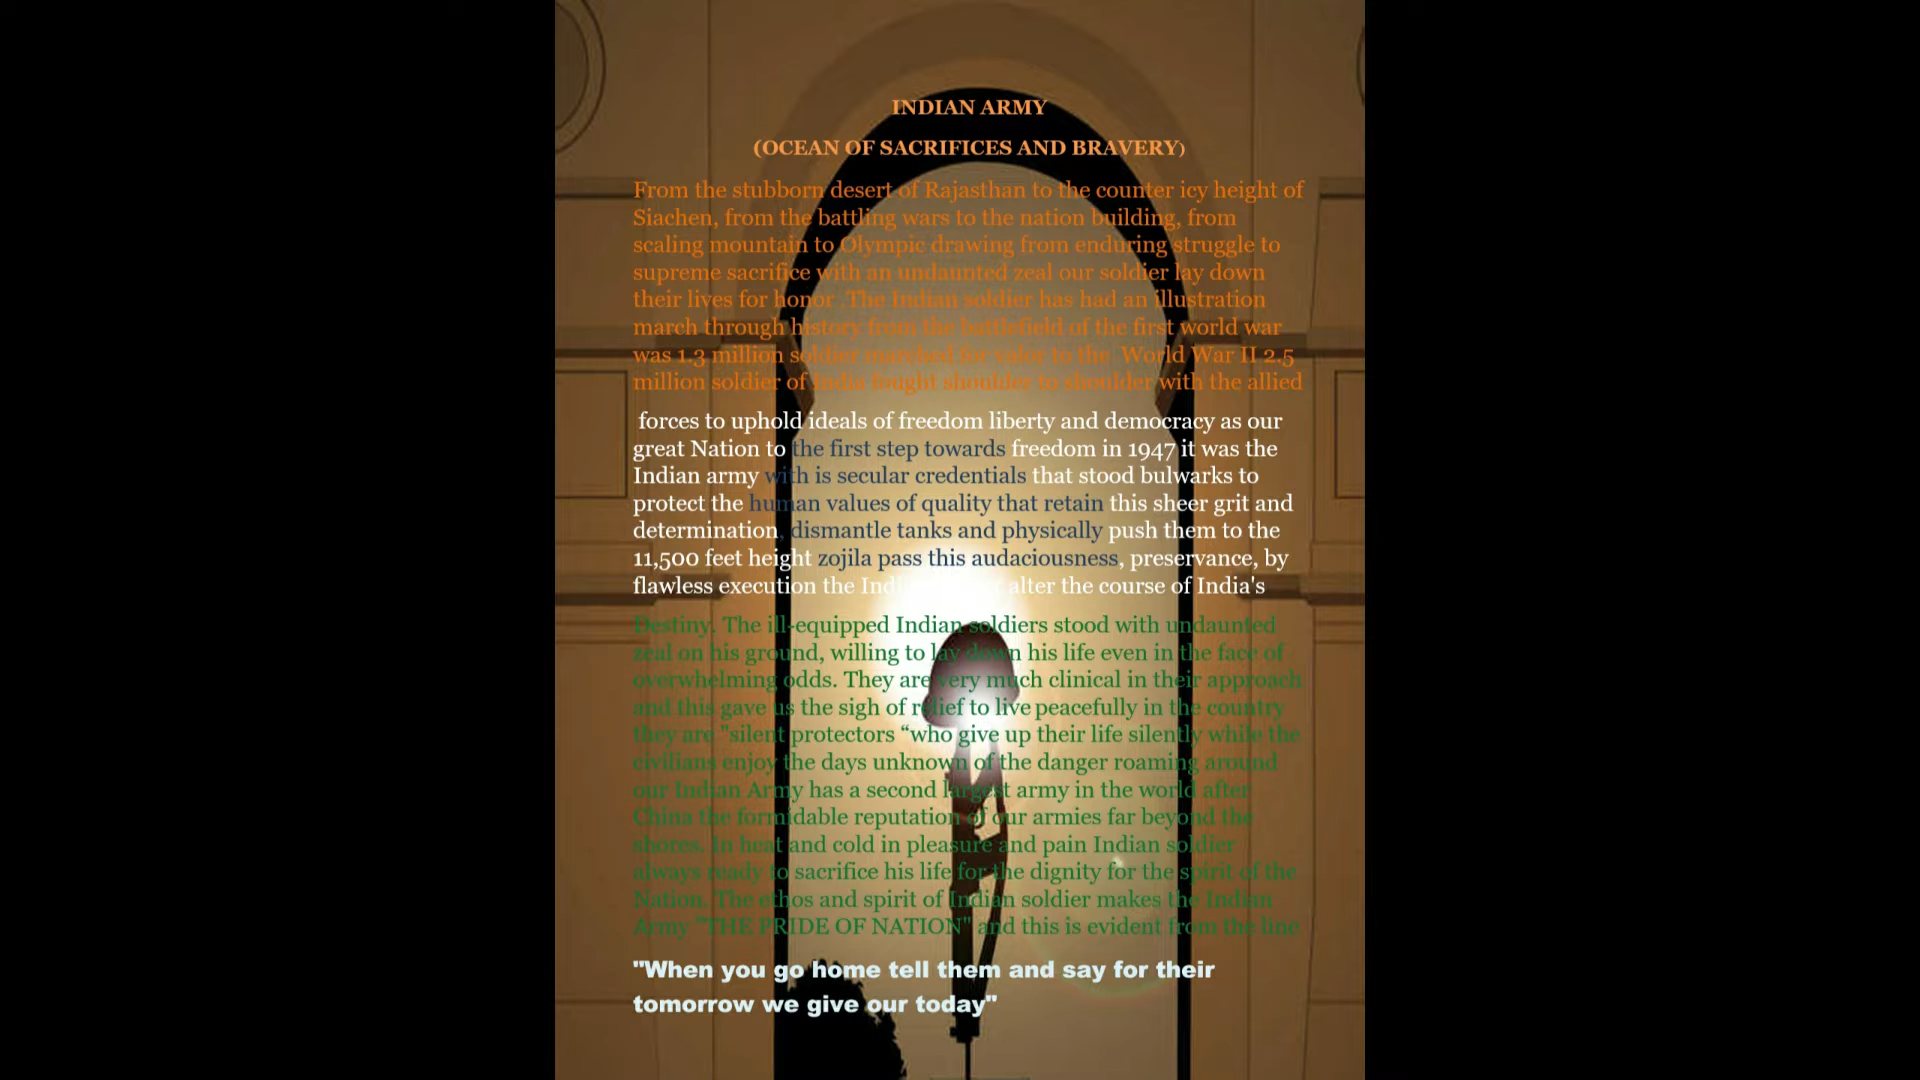 INDIAN ARMY
(OCEAN OF SACRIFICES AND BRAVERY)
From the stubborn desert of Rajasthan to the counter icy height of
Siachen, from the battling wars to the nation building, from
scaling mountain to Olympic drawing from enduring struggle to
supreme sacrifice with an undaunted zeal our soldier lay down
their lives for honor .The Indian soldier has had an illustration
march through history from the battlefield of the first world war
was 1.3 million soldier marched for valor to the World War II 2.5
million soldier of India fought shoulder to shoulder with the allied
forces to uphold ideals of freedom liberty and democracy as our
great Nation to the first step towards freedom in 1947 it was the
Indian army with is secular credentials that stood bulwarks to
protect the human values of quality that retain this sheer grit and
determination, dismantle tanks and physically push them to the
11,500 feet height zojila pass this audaciousness, preservance, by
flawless execution the alter the course of India's
Destiny. The ill-equipped Indian soldiers stood with undaunted
zeal on his ground, willing to lay down his life even in the face of
overwhelming odds. They are very much clinical in their approach
and this gave us the sigh of relief to live peacefully in the country
they are "silent protectors “who give up their life silently while the
civilians enjoy the days unknown of the danger roaming around
our Indian Army has a second largest army in the world after
China the formidable reputation of our armies far beyond the
shores. In heat and cold in pleasure and pain Indian soldier
always ready to sacrifice his life for the dignity for the spirit of the
Nation. The ethos and spirit of Indian soldier makes the Indian
Army "THE PRIDE OF NATION" and this is evident from the line
"When you go home tell them and say for their
tomorrow we give our today"